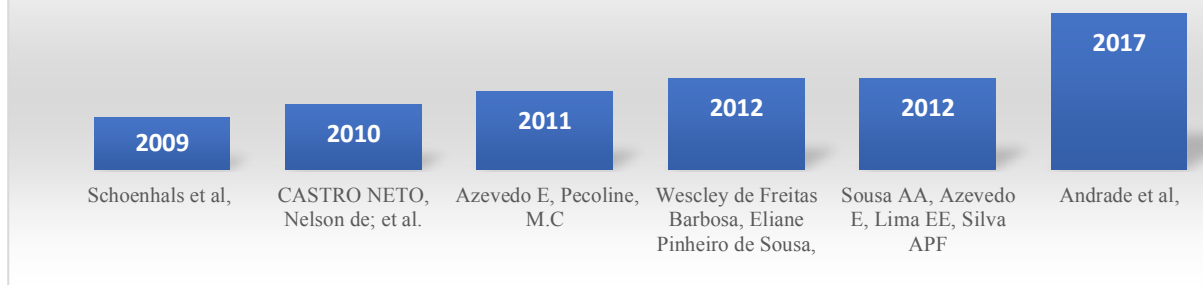 2009
2010
2011
2012
2012
2017
Schoenhals et al,
CASTRO NETO,
Nelson de; et al.
Azevedo E, Pecoline,
M.C
Wescley de Freitas
Barbosa, Eliane
Pinheiro de Sousa,
Sousa AA, Azevedo
E, Lima EE, Silva
APF
Andrade et al,